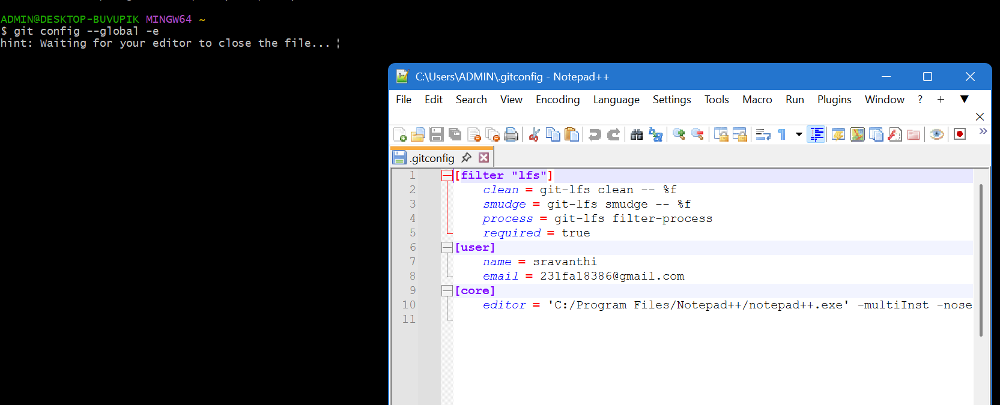 ADMIN@DESKTOP-BUVUPIK MINGW64 ~
$ git config --global -e
hint: Waiting for your editor to close the file...
C:\Users\ADMIN\.gitconfig - Notepad++
File Edit Search View Encoding Language Settings Tools Macro Run Plugins Window ? + ▼
.gitconfig
1 [filter "lfs"]
2 clean = git-lfs clean -- %f
3 smudge = git-lfs smudge -- %f
4 process = git-lfs filter-process
5 required = true
6 [user]
7 name = sravanthi
8 email = 231fa18386@gmail.com
9 [core]
10 editor = 'C:/Program Files/Notepad++/notepad++.exe' -multiInst -nose
11